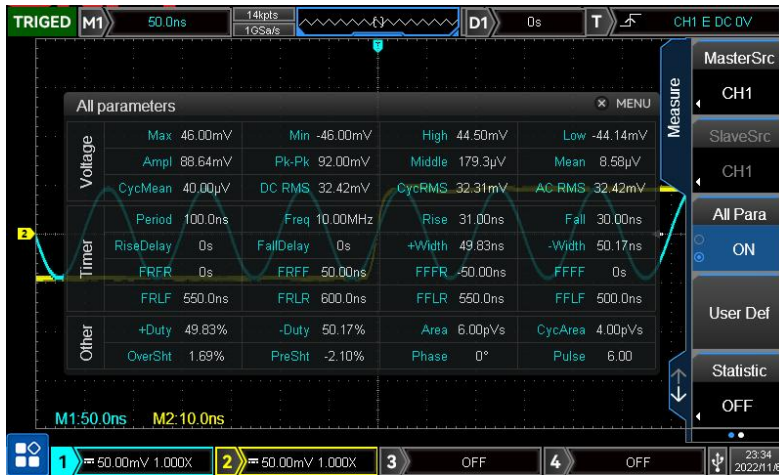 TRIGED M1 50.0ns 14kpts 1GSa/s D1 0s T CH1 E DC 0V
T
MasterSrc
CH1
Measure
All parameters MENU
SlaveSrc
CH1
Voltage
Max 46.00mV Min -46.00mV High 44.50mV Low -44.14mV
Ampl 88.64mV Pk-Pk 92.00mV Middle 179.3μV Mean 8.58μV
CycMean 40.00μV DC RMS 32.42mV CycRMS 32.31mV AC RMS 32.42mV
Timer
Period 100.0ns Freq 10.00MHz Rise 31.00ns Fall 30.00ns
RiseDelay 0s FallDelay 0s +Width 49.83ns -Width 50.17ns
FRFR 0s FRFF 50.00ns FFFR -50.00ns FFFF 0s
FRLF 550.0ns FRLR 600.0ns FFLR 550.0ns FFLF 500.0ns
Other
+Duty 49.83% -Duty 50.17% Area 6.00pVs CycArea 4.00pVs
OverSht 1.69% PreSht -2.10% Phase 0° Pulse 6.00
2
All Para
ON
User Def
Statistic
OFF
M1:50.0ns M2:10.0ns
1 50.00mV 1.000X 2 50.00mV 1.000X 3 OFF 4 OFF
23:34